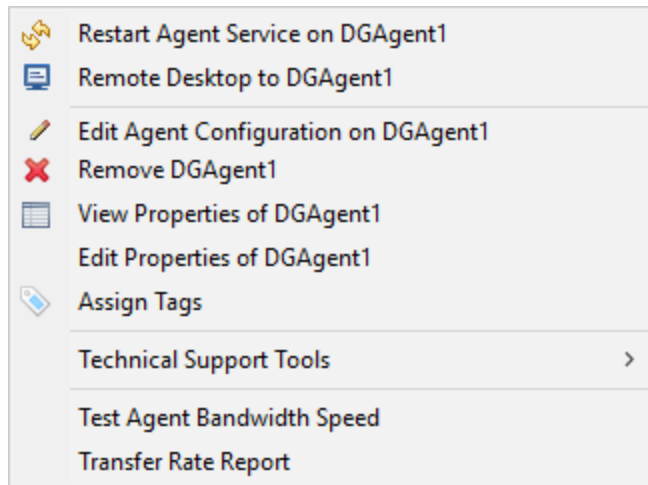 Restart Agent Service on DGAgent1
Remote Desktop to DGAgent1
Edit Agent Configuration on DGAgent1
Remove DGAgent1
View Properties of DGAgent1
Edit Properties of DGAgent1
Assign Tags
Technical Support Tools
Test Agent Bandwidth Speed
Transfer Rate Report